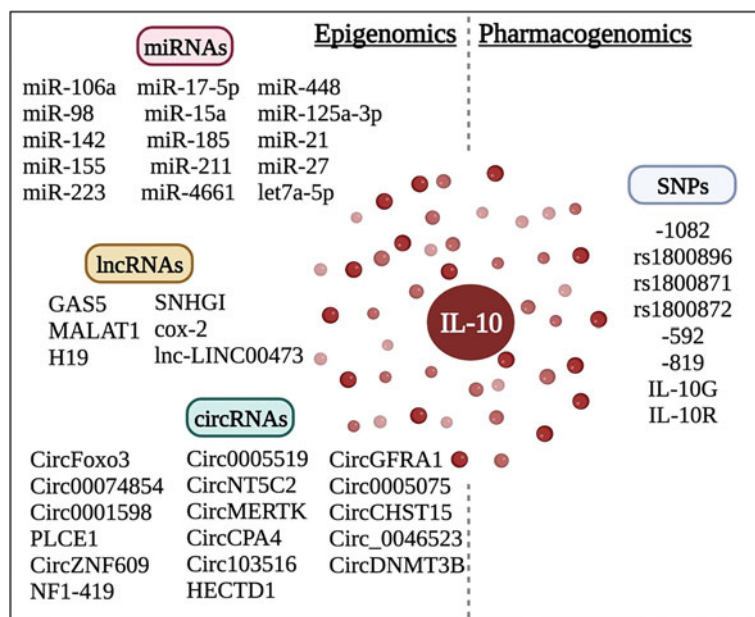 Epigenomics Pharmacogenomics
miRNAs
miR-106a miR-17-5p miR-448
miR-98 miR-15a miR-125a-3p
miR-142 miR-185 miR-21
miR-155 miR-211 miR-27
miR-223 miR-4661 let7a-5p
lncRNAs
GAS5 SNHGI
MALAT1 cox-2
H19 lnc-LINC00473
circRNAs
CircFoxo3 Circ0005519 CircGFRA1
Circ00074854 CircNT5C2 Circ0005075
Circ0001598 CircMERTK CircCHST15
PLCE1 CircCPA4 Circ_0046523
CircZNF609 Circ103516 CircDNMT3B
NF1-419 HECTD1
IL-10
SNPs
-1082
rs1800896
rs1800871
rs1800872
-592
-819
IL-10G
IL-10R